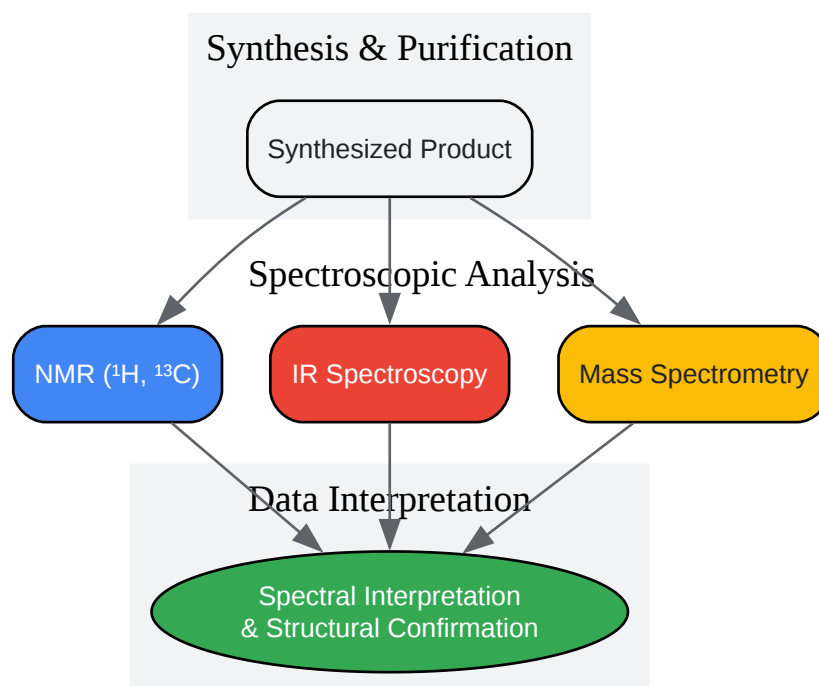 Synthesis & Purification
Synthesized Product
Spectroscopic Analysis
NMR (¹H, ¹³C)
IR Spectroscopy
Mass Spectrometry
Data Interpretation
Spectral Interpretation
& Structural Confirmation